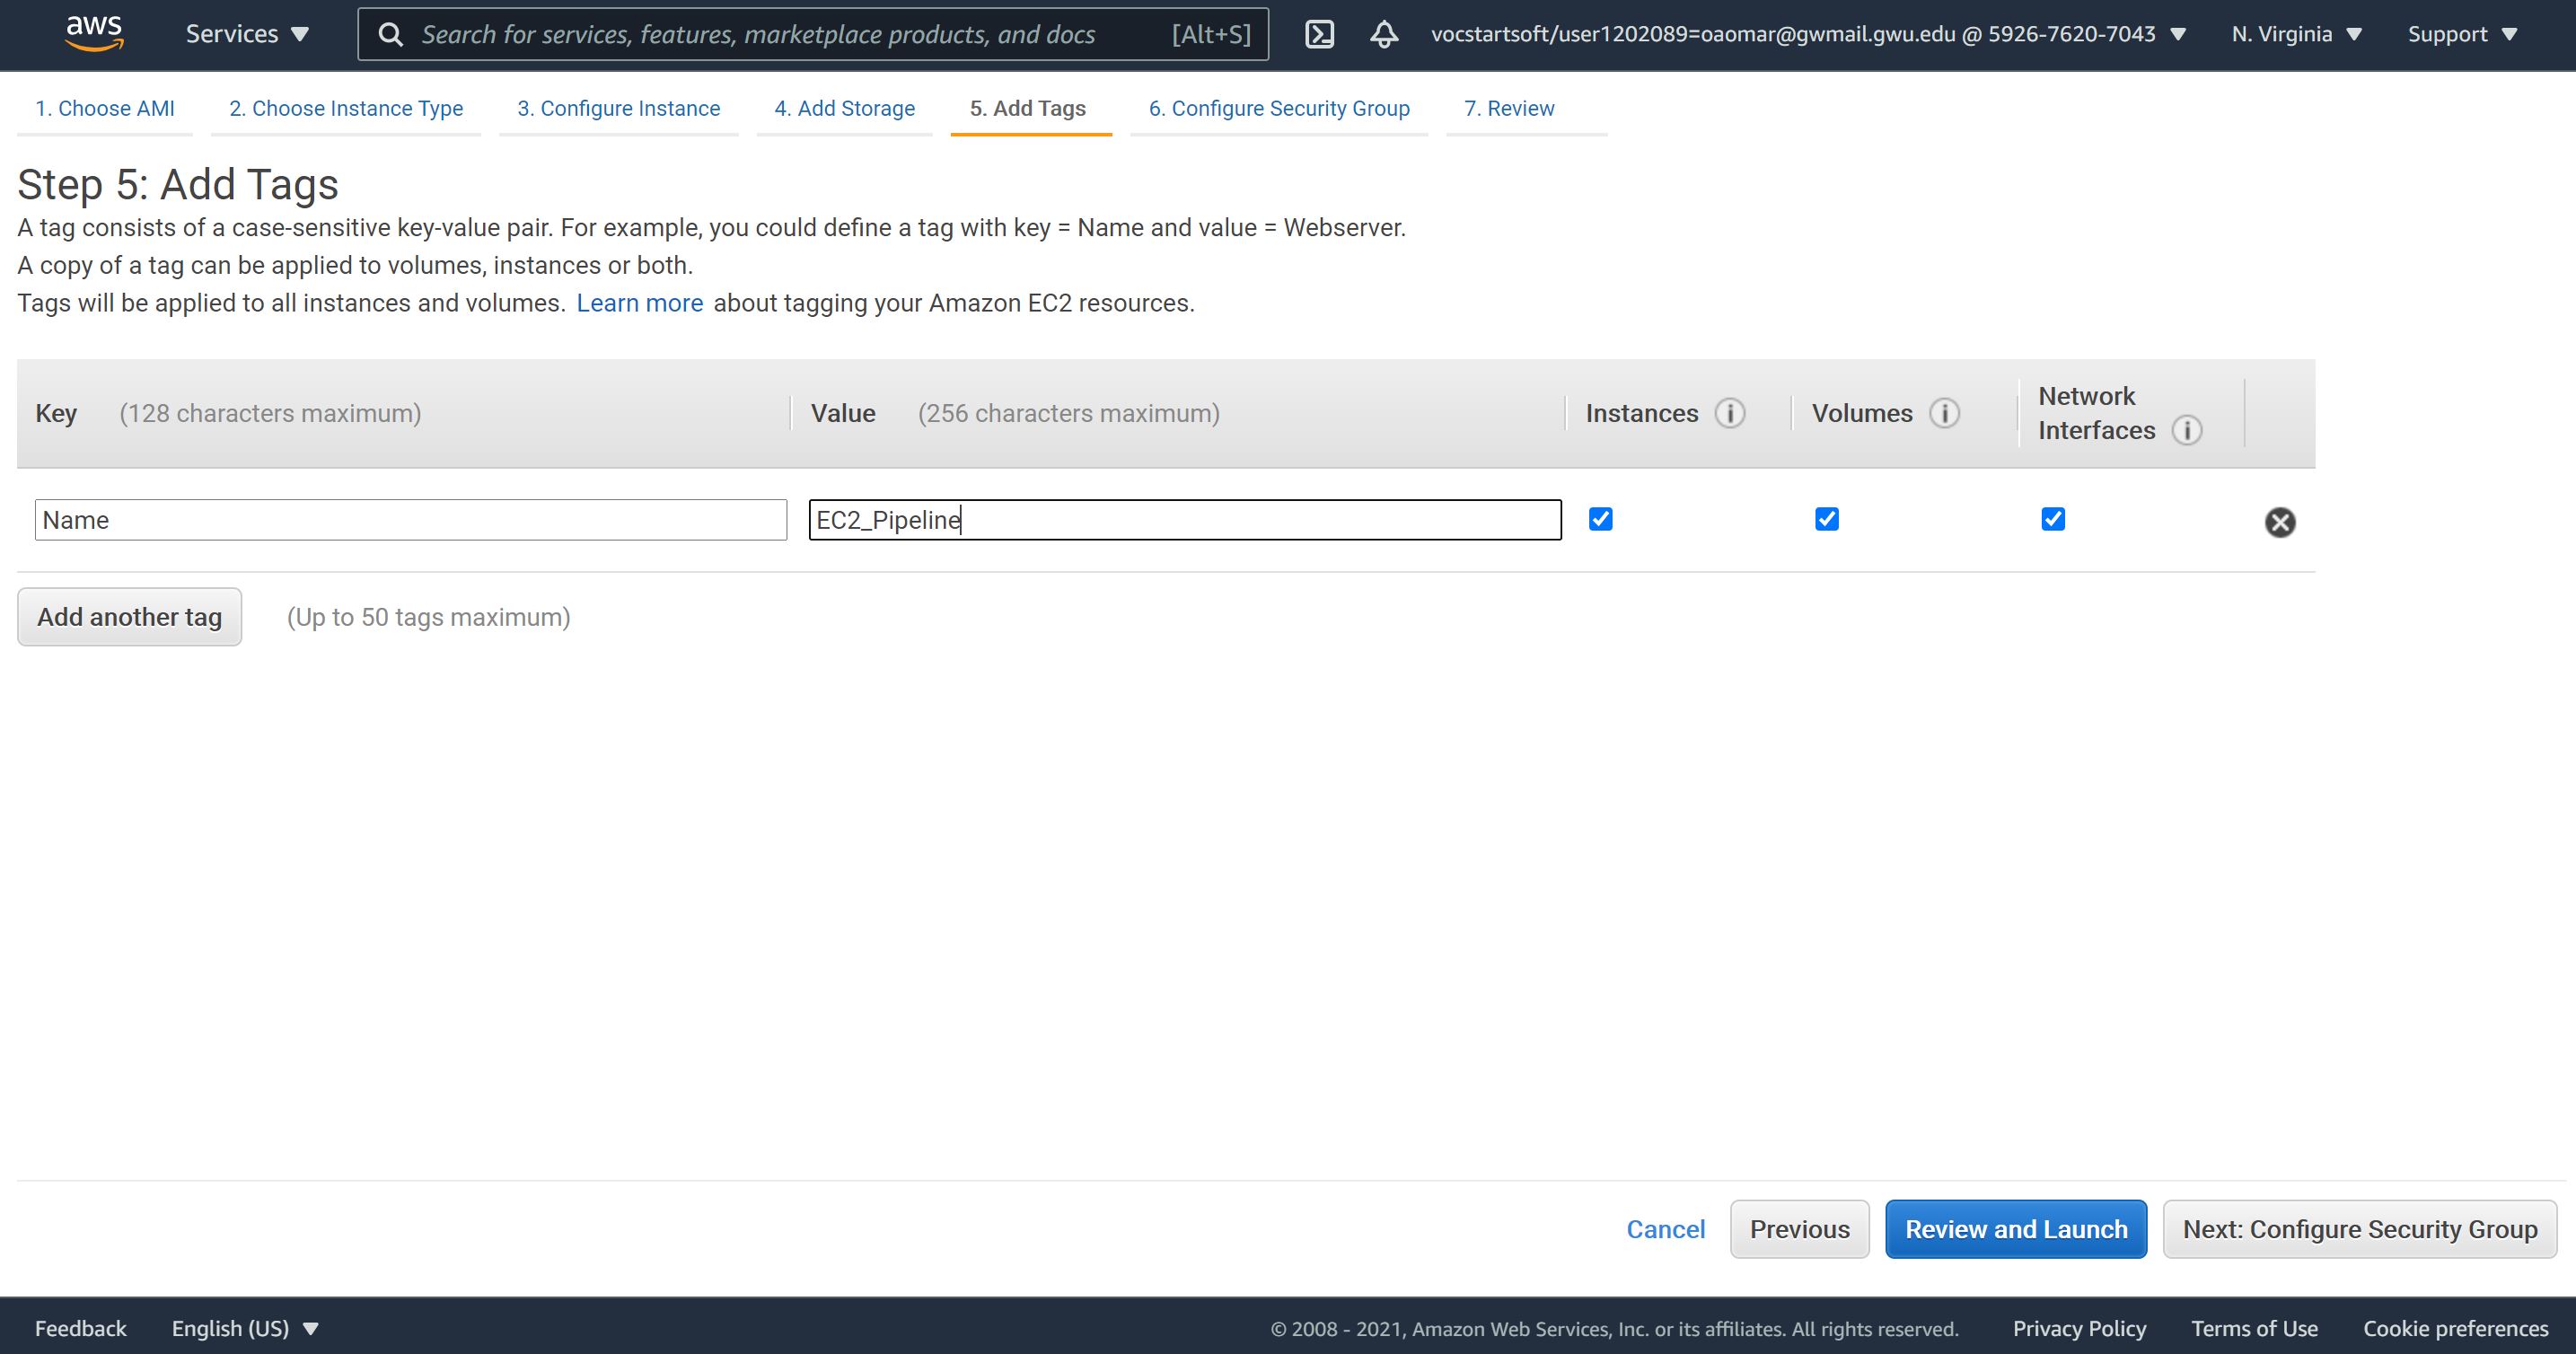 aws Services Search for services, features, marketplace products, and docs [Alt+S] vocstartsoft/user1202089=oaomar@gwmail.gwu.edu @ 5926-7620-7043 N. Virginia Support
1. Choose AMI 2. Choose Instance Type 3. Configure Instance 4. Add Storage 5. Add Tags 6. Configure Security Group 7. Review
Step 5: Add Tags
A tag consists of a case-sensitive key-value pair. For example, you could define a tag with key = Name and value = Webserver.
A copy of a tag can be applied to volumes, instances or both.
Tags will be applied to all instances and volumes. Learn more about tagging your Amazon EC2 resources.
Key (128 characters maximum) Value (256 characters maximum) Instances i Volumes i Network
Interfaces i
Name EC2_Pipeline
Add another tag (Up to 50 tags maximum)
Cancel Previous Review and Launch Next: Configure Security Group
Feedback English (US) © 2008 - 2021, Amazon Web Services, Inc. or its affiliates. All rights reserved. Privacy Policy Terms of Use Cookie preferences